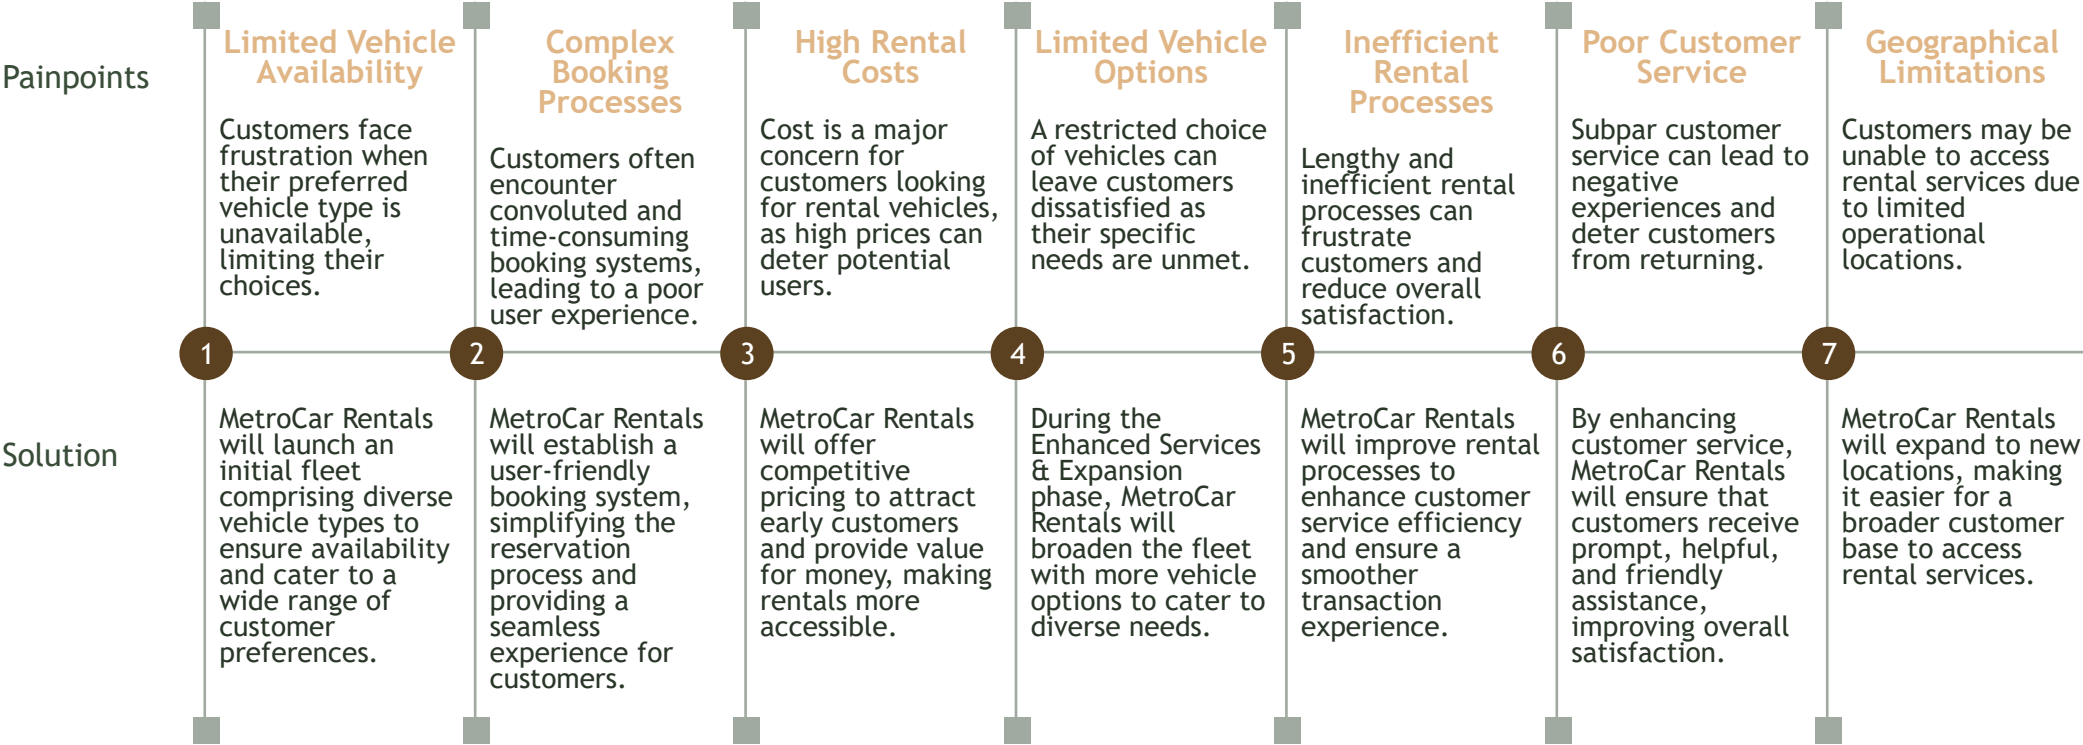 Painpoints
Limited Vehicle
Availability
Customers face
frustration when
their preferred
vehicle type is
unavailable,
limiting their
choices.
Complex
Booking
Processes
Customers often
encounter
convoluted and
time-consuming
booking systems,
leading to a poor
user experience.
High Rental
Costs
Cost is a major
concern for
customers looking
for rental vehicles,
as high prices can
deter potential
users.
Limited Vehicle
Options
A restricted choice
of vehicles can
leave customers
dissatisfied as
their specific
needs are unmet.
Inefficient
Rental
Processes
Lengthy and
inefficient rental
processes can
frustrate
customers and
reduce overall
satisfaction.
Poor Customer
Service
Subpar customer
service can lead to
negative
experiences and
deter customers
from returning.
Geographical
Limitations
Customers may be
unable to access
rental services due
to limited
operational
locations.
1
2
3
4
5
6
7
Solution
MetroCar Rentals
will launch an
initial fleet
comprising diverse
vehicle types to
ensure availability
and cater to a
wide range of
customer
preferences.
MetroCar Rentals
will establish a
user-friendly
booking system,
simplifying the
reservation
process and
providing a
seamless
experience for
customers.
MetroCar Rentals
will offer
competitive
pricing to attract
early customers
and provide value
for money, making
rentals more
accessible.
During the
Enhanced Services
& Expansion
phase, MetroCar
Rentals will
broaden the fleet
with more vehicle
options to cater to
diverse needs.
MetroCar Rentals
will improve rental
processes to
enhance customer
service efficiency
and ensure a
smoother
transaction
experience.
By enhancing
customer service,
MetroCar Rentals
will ensure that
customers receive
prompt, helpful,
and friendly
assistance,
improving overall
satisfaction.
MetroCar Rentals
will expand to new
locations, making
it easier for a
broader customer
base to access
rental services.